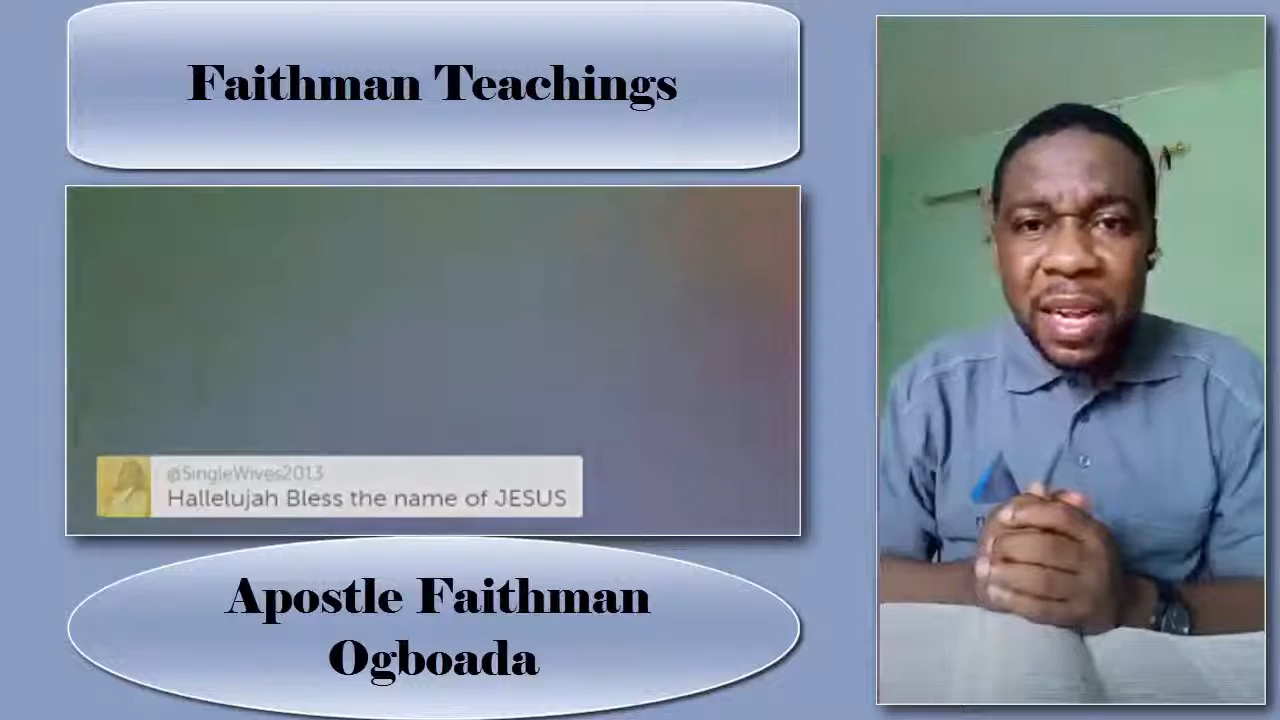 Faithman Teachings
@SingleWives2013
Hallelujah Bless the name of JESUS
Apostle Faithman
Ogboada